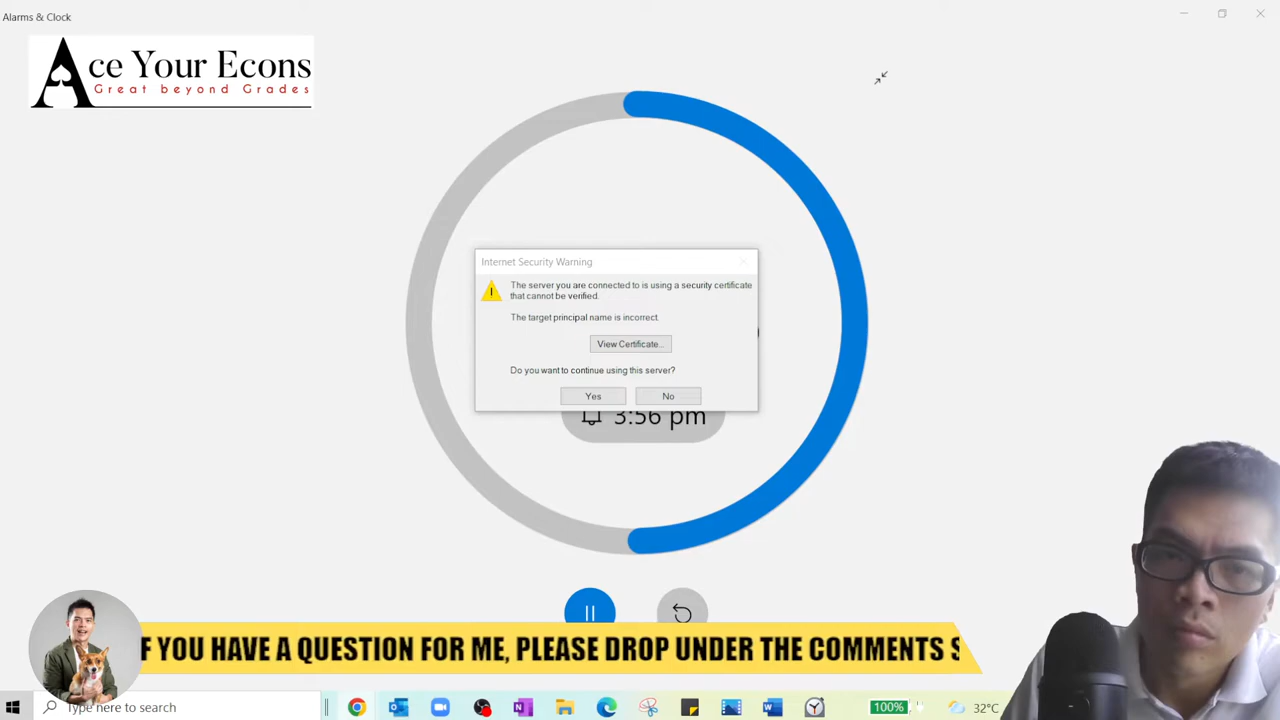 Alarms & Clock
Ace Your Econs
Great beyond Grades
Internet Security Warning
The server you are connected to is using a security certificate
that cannot be verified.
The target principal name is incorrect.
View Certificate...
Do you want to continue using this server?
Yes
No
3:56 pm
F YOU HAVE A QUESTION FOR ME, PLEASE DROP UNDER THE COMMENTS S
Type here to search
100%
32°C